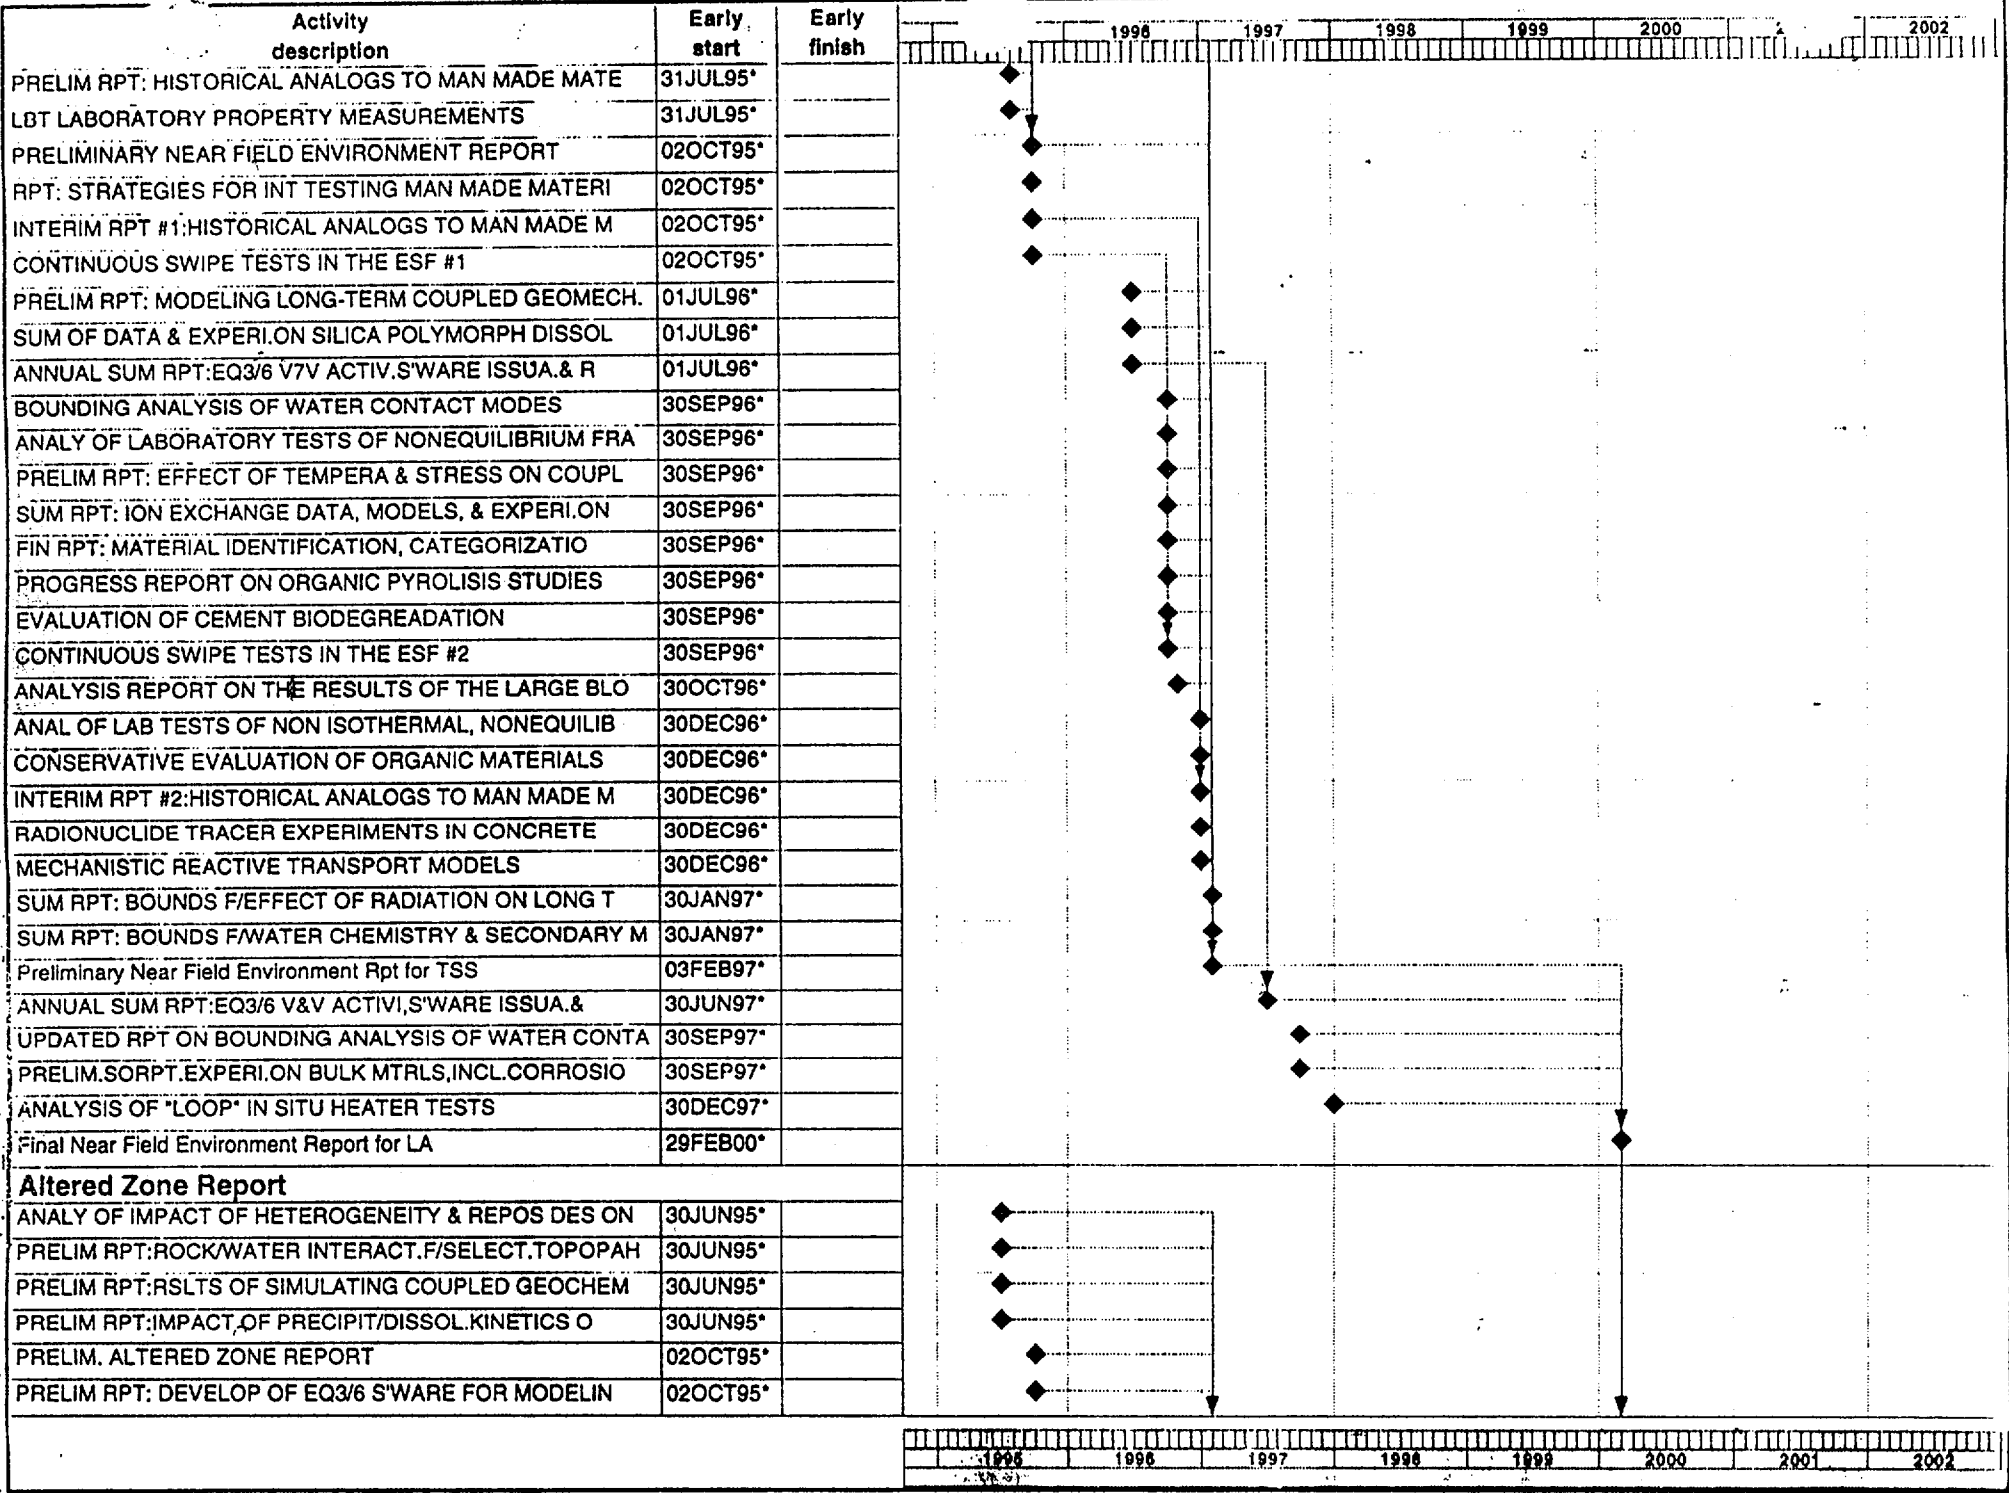 Activity description Early start Early finish
1996 1997 1998 1999 2000 2002
PRELIM RPT: HISTORICAL ANALOGS TO MAN MADE MATE 31JUL95*
LBT LABORATORY PROPERTY MEASUREMENTS 31JUL95*
PRELIMINARY NEAR FIELD ENVIRONMENT REPORT 02OCT95*
RPT: STRATEGIES FOR INT TESTING MAN MADE MATERI 02OCT95*
INTERIM RPT #1:HISTORICAL ANALOGS TO MAN MADE M 02OCT95*
CONTINUOUS SWIPE TESTS IN THE ESF #1 02OCT95*
PRELIM RPT: MODELING LONG-TERM COUPLED GEOMECH. 01JUL96*
SUM OF DATA & EXPERI.ON SILICA POLYMORPH DISSOL 01JUL96*
ANNUAL SUM RPT:EQ3/6 V7V ACTIV.S'WARE ISSUA.& R 01JUL96*
BOUNDING ANALYSIS OF WATER CONTACT MODES 30SEP96*
ANALY OF LABORATORY TESTS OF NONEQUILIBRIUM FRA 30SEP96*
PRELIM RPT: EFFECT OF TEMPERA & STRESS ON COUPL 30SEP96*
SUM RPT: ION EXCHANGE DATA, MODELS, & EXPERI.ON 30SEP96*
FIN RPT: MATERIAL IDENTIFICATION, CATEGORIZATIO 30SEP96*
PROGRESS REPORT ON ORGANIC PYROLISIS STUDIES 30SEP96*
EVALUATION OF CEMENT BIODEGREADATION 30SEP96*
CONTINUOUS SWIPE TESTS IN THE ESF #2 30SEP96*
ANALYSIS REPORT ON THE RESULTS OF THE LARGE BLO 30OCT96*
ANAL OF LAB TESTS OF NON ISOTHERMAL, NONEQUILIB 30DEC96*
CONSERVATIVE EVALUATION OF ORGANIC MATERIALS 30DEC96*
INTERIM RPT #2:HISTORICAL ANALOGS TO MAN MADE M 30DEC96*
RADIONUCLIDE TRACER EXPERIMENTS IN CONCRETE 30DEC96*
MECHANISTIC REACTIVE TRANSPORT MODELS 30DEC96*
SUM RPT: BOUNDS F/EFFECT OF RADIATION ON LONG T 30JAN97*
SUM RPT: BOUNDS F/WATER CHEMISTRY & SECONDARY M 30JAN97*
Preliminary Near Field Environment Rpt for TSS 03FEB97*
ANNUAL SUM RPT:EQ3/6 V&V ACTIVI,S'WARE ISSUA.& 30JUN97*
UPDATED RPT ON BOUNDING ANALYSIS OF WATER CONTA 30SEP97*
PRELIM.SORPT.EXPERI.ON BULK MTRLS,INCL.CORROSIO 30SEP97*
ANALYSIS OF "LOOP" IN SITU HEATER TESTS 30DEC97*
Final Near Field Environment Report for LA 29FEB00*
Altered Zone Report
ANALY OF IMPACT OF HETEROGENEITY & REPOS DES ON 30JUN95*
PRELIM RPT:ROCK/WATER INTERACT.F/SELECT.TOPOPAH 30JUN95*
PRELIM RPT:RSLTS OF SIMULATING COUPLED GEOCHEM 30JUN95*
PRELIM RPT:IMPACT OF PRECIPIT/DISSOL.KINETICS O 30JUN95*
PRELIM. ALTERED ZONE REPORT 02OCT95*
PRELIM RPT: DEVELOP OF EQ3/6 S'WARE FOR MODELIN 02OCT95*
1995 1996 1997 1998 1999 2000 2001 2002